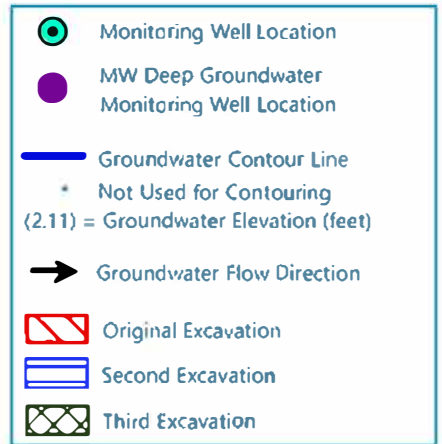 Monitoring Well Location
MW Deep Groundwater
Monitoring Well Location
Groundwater Contour Line
* Not Used for Contouring
(2.11) = Groundwater Elevation (feet)
Groundwater Flow Direction
Original Excavation
Second Excavation
Third Excavation